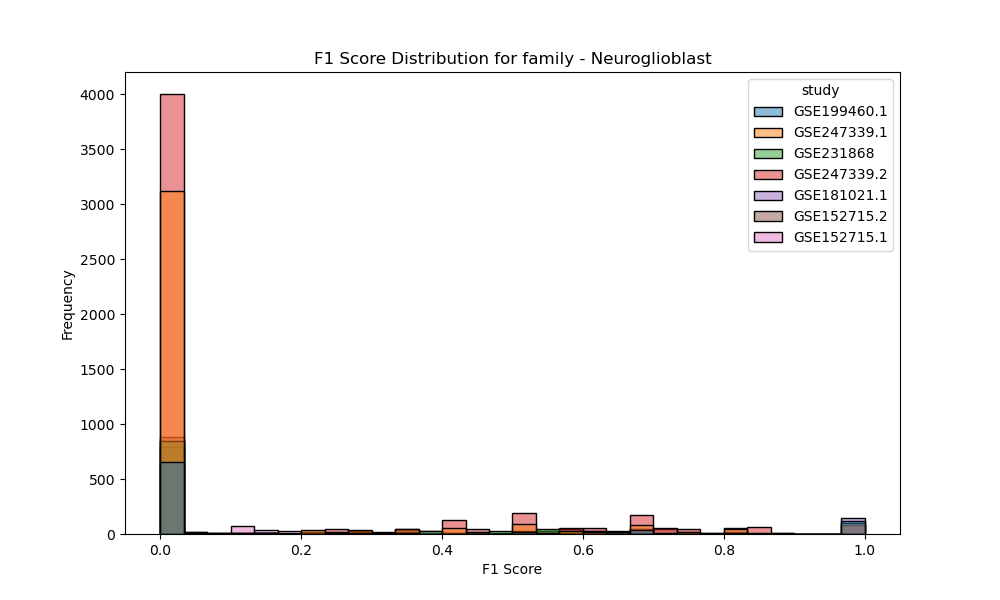 F1 Score Distribution for family - Neuroglioblast
study
GSE199460.1
GSE247339.1
GSE231868
GSE247339.2
GSE181021.1
GSE152715.2
GSE152715.1
Frequency
4000
3500
3000
2500
2000
1500
1000
500
0
0.0
0.2
0.4
0.6
0.8
1.0
F1 Score